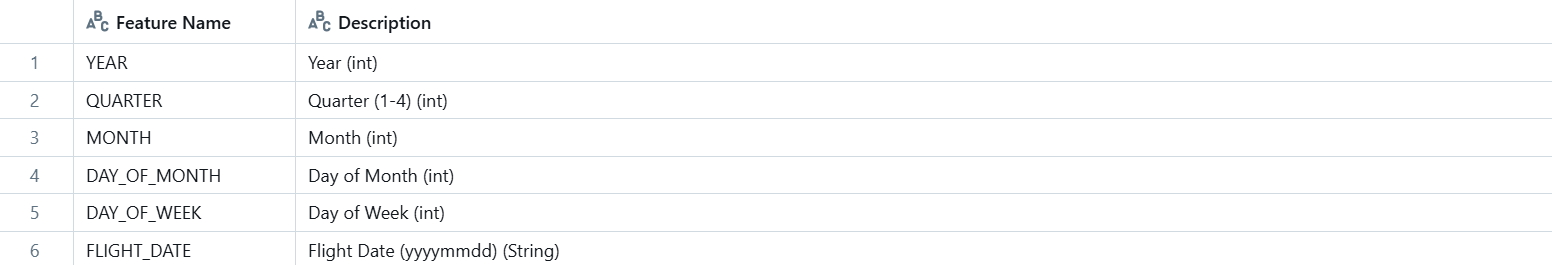 ABC Feature Name ABC Description
1 YEAR Year (int)
2 QUARTER Quarter (1-4) (int)
3 MONTH Month (int)
4 DAY_OF_MONTH Day of Month (int)
5 DAY_OF_WEEK Day of Week (int)
6 FLIGHT_DATE Flight Date (yyyymmdd) (String)